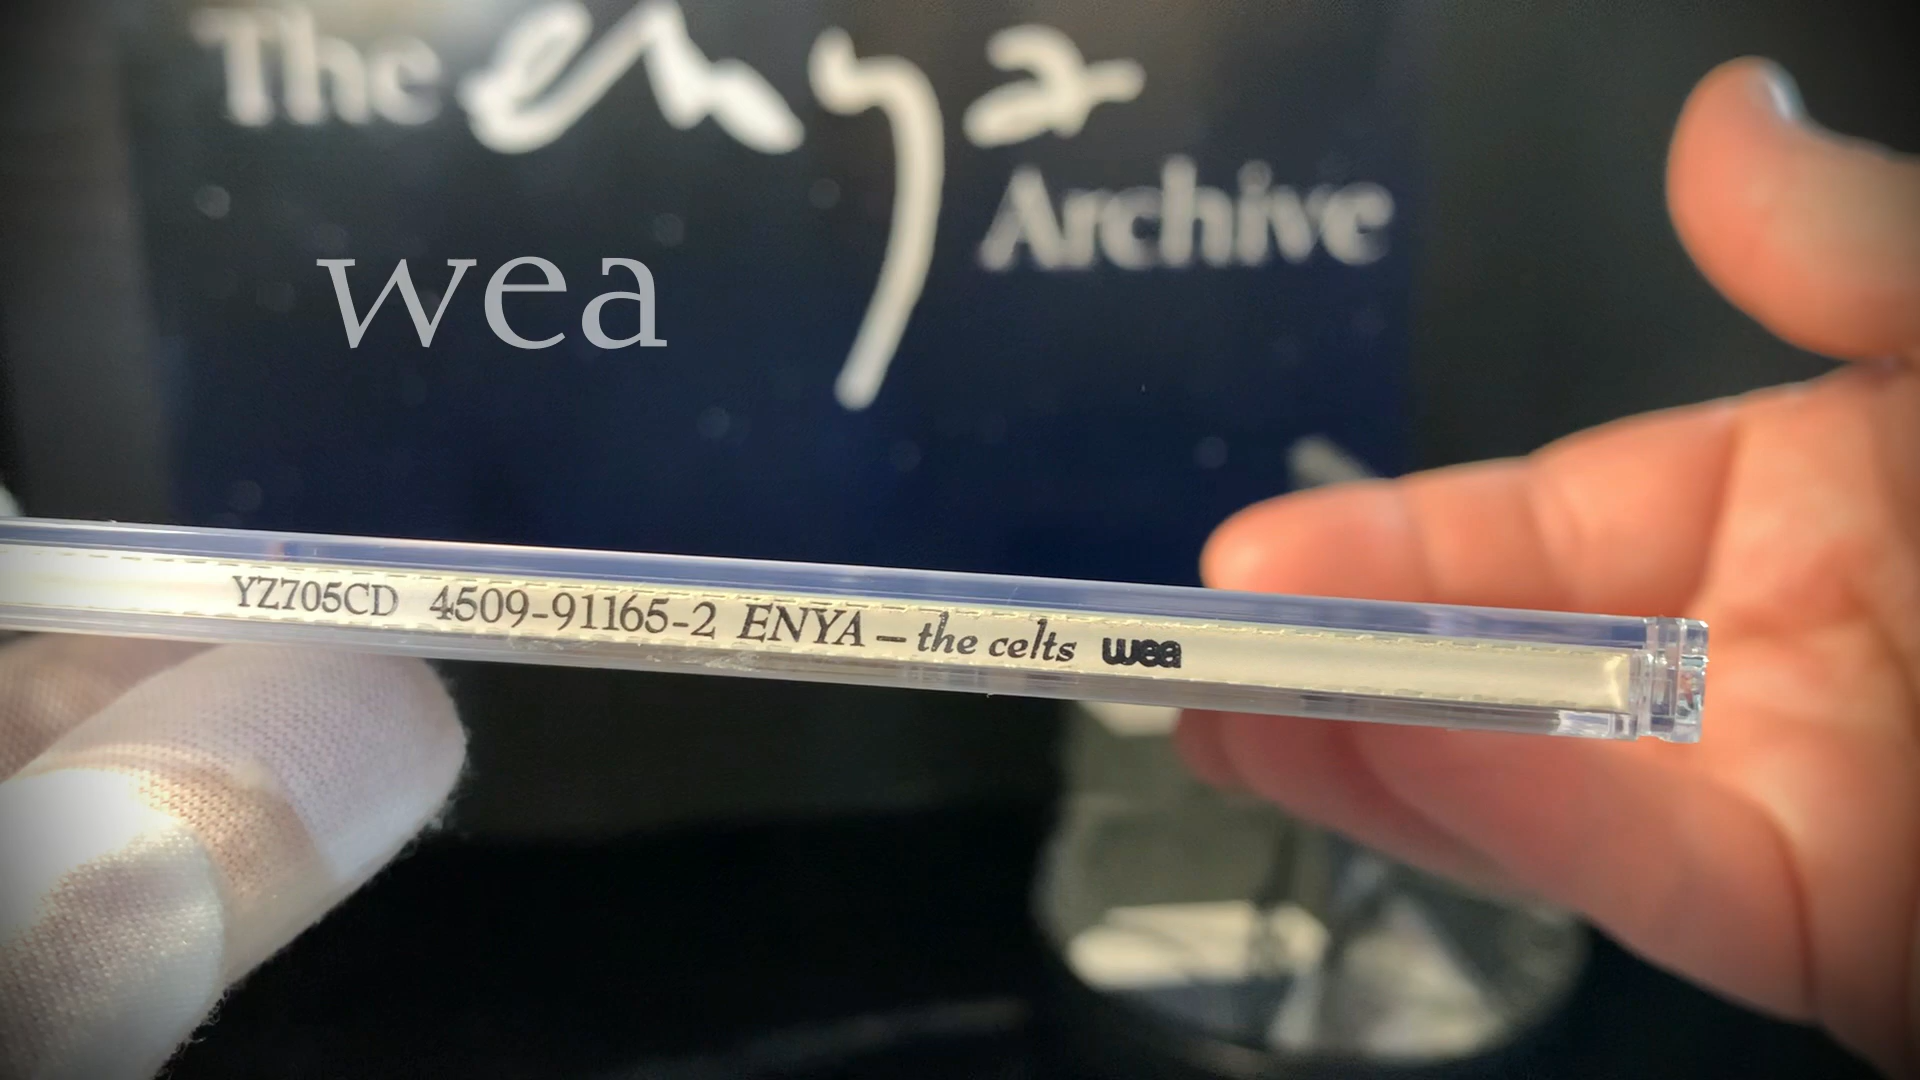 The enya
Archive
wea
YZ705CD 4509-91165-2 ENYA – the celts wea